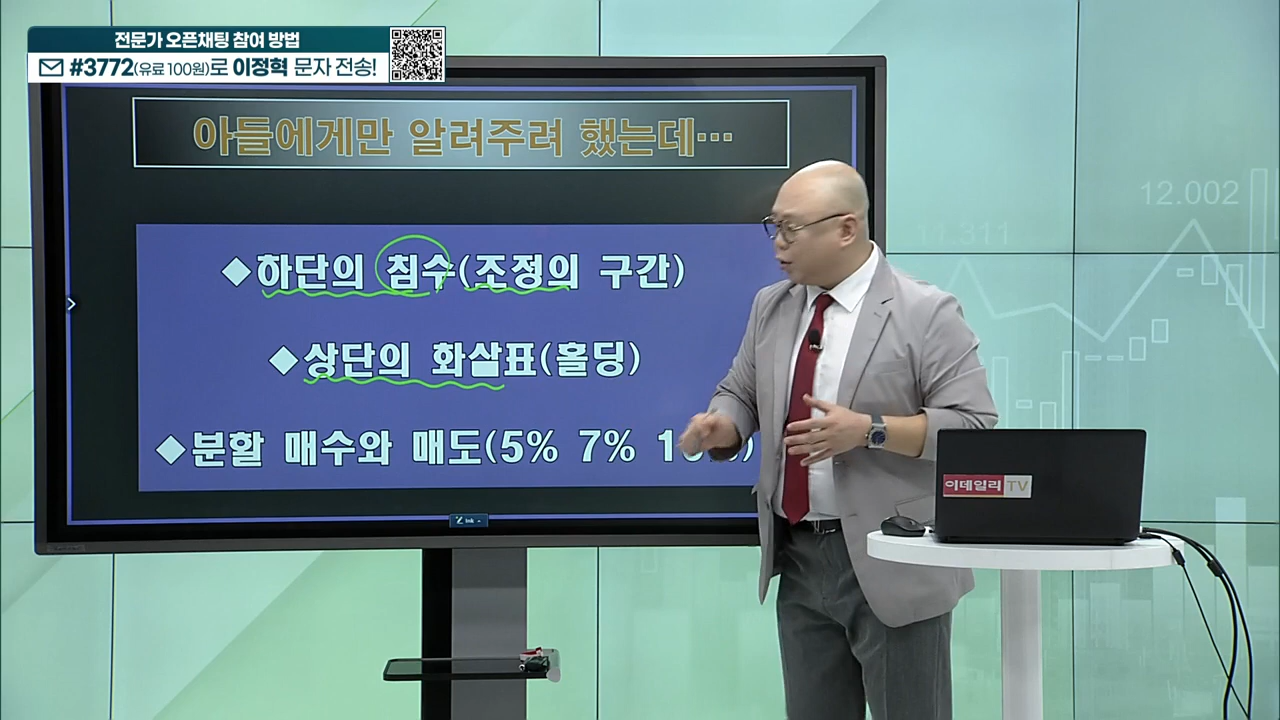 전문가 오픈채팅 참여 방법
#3772(유료 100원)로 이정혁 문자 전송!
아들에게만 알려주려 했는데…
◆하단의 침수(조정의 구간)
◆상단의 화살표(홀딩)
◆분할 매수와 매도(5% 7%
Ink
이데일리TV
11.311
12.002